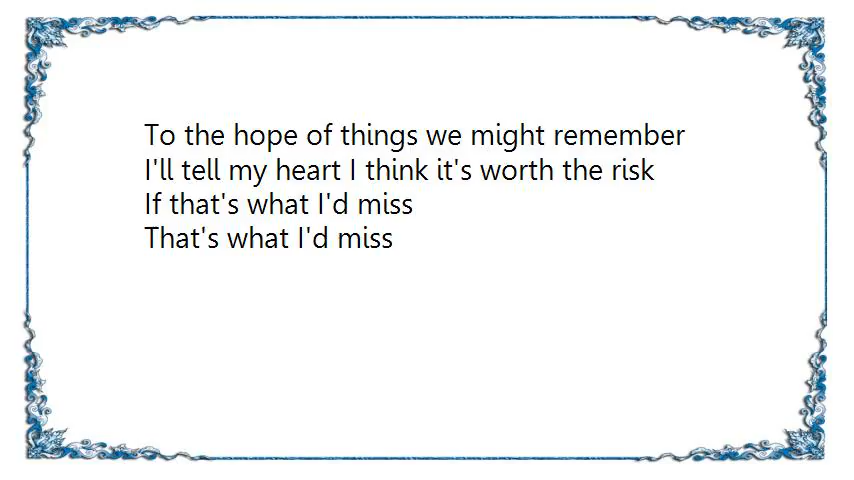 To the hope of things we might remember
I'll tell my heart I think it's worth the risk
If that's what I'd miss
That's what I'd miss